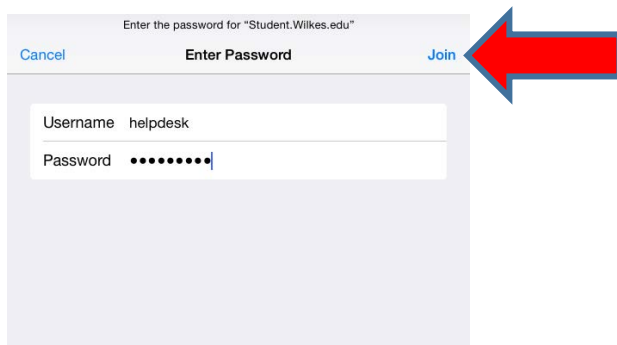 Enter the password for “Student.Wilkes.edu”
Cancel Enter Password Join
Username helpdesk
Password •••••••••